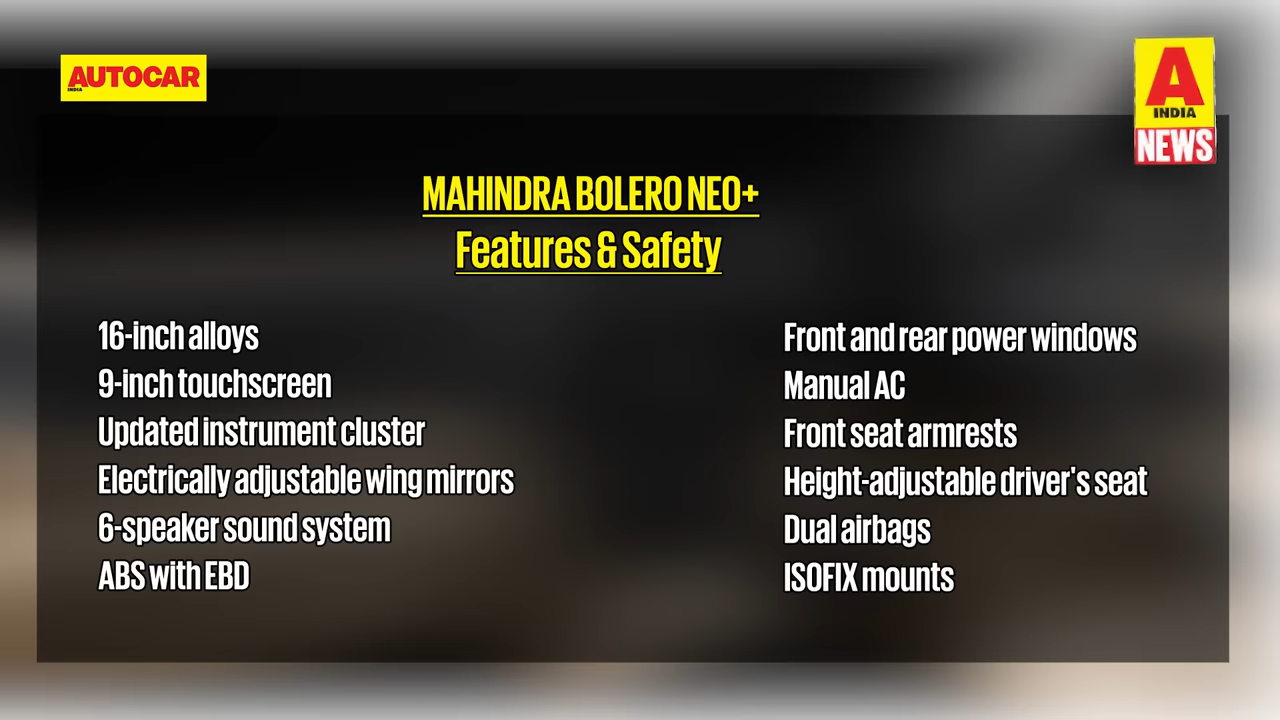 AUTOCAR
INDIA
A
INDIA
NEWS
MAHINDRA BOLERO NEO+
Features & Safety
16-inch alloys
9-inch touchscreen
Updated instrument cluster
Electrically adjustable wing mirrors
6-speaker sound system
ABS with EBD
Front and rear power windows
Manual AC
Front seat armrests
Height-adjustable driver's seat
Dual airbags
ISOFIX mounts